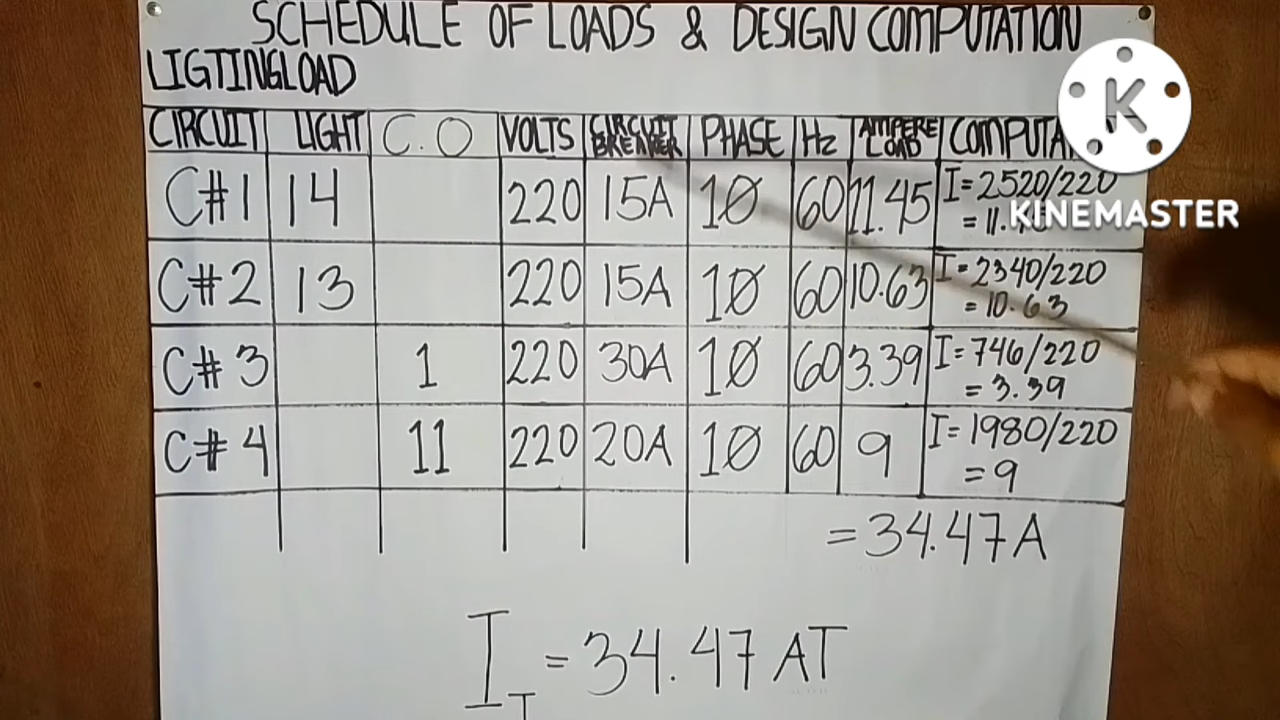 SCHEDULE OF LOADS & DESIGN COMPUTATION
LIGTINGLOAD
CIRCUIT LIGHT C.O VOLTS CIRCUIT BREAKER PHASE Hz AMPERE LOAD
C#1 14 220 15A 1Ø 60 11.45 I=2520/220
= 11.
C#2 13 220 15A 1Ø 60 10.63 I=2340/220
= 10.63
C#3 1 220 30A 1Ø 60 3.39 I=746/220
= 3.39
C#4 11 220 20A 1Ø 60 9 I=1980/220
= 9
= 34.47 A
I_T = 34.47 AT
K
KINEMASTER